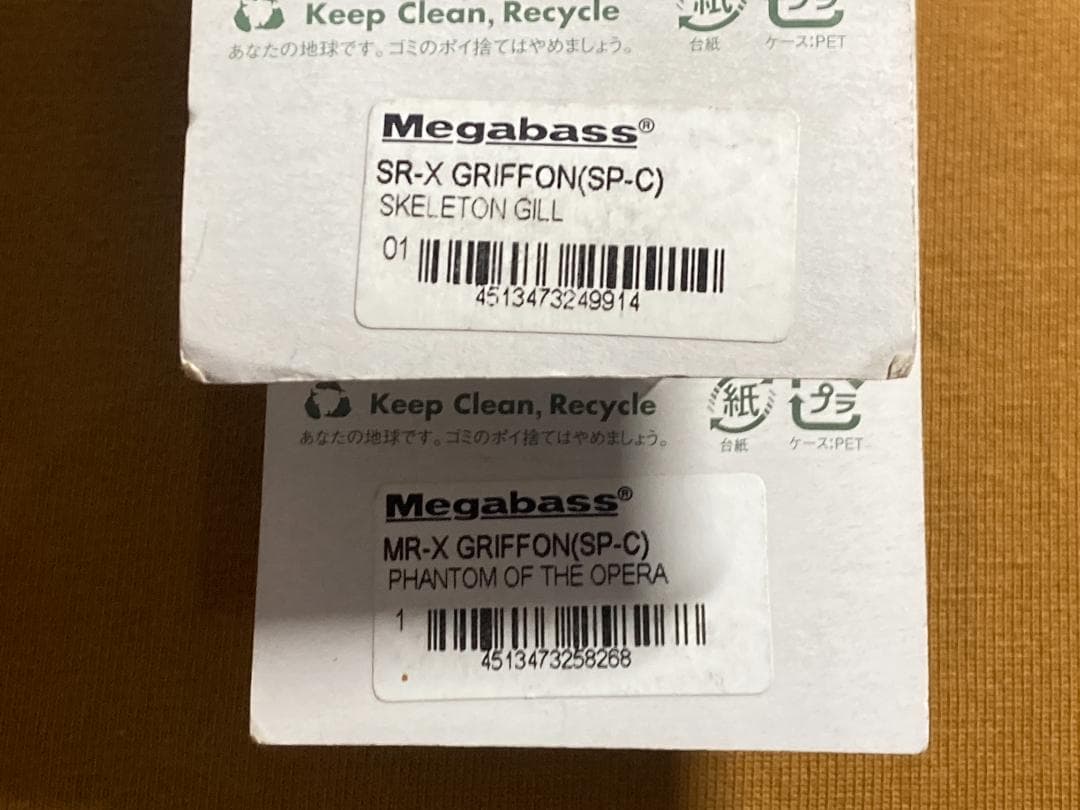 Keep Clean, Recycle
紙
プラ
あなたの地球です。ゴミのポイ捨てはやめましょう。
台紙
ケース:PET
Megabass®
SR-X GRIFFON(SP-C)
SKELETON GILL
01
4513473249914
Keep Clean, Recycle
紙
プラ
あなたの地球です。ゴミのポイ捨てはやめましょう。
台紙
ケース:PET
Megabass®
MR-X GRIFFON(SP-C)
PHANTOM OF THE OPERA
1
4513473258268